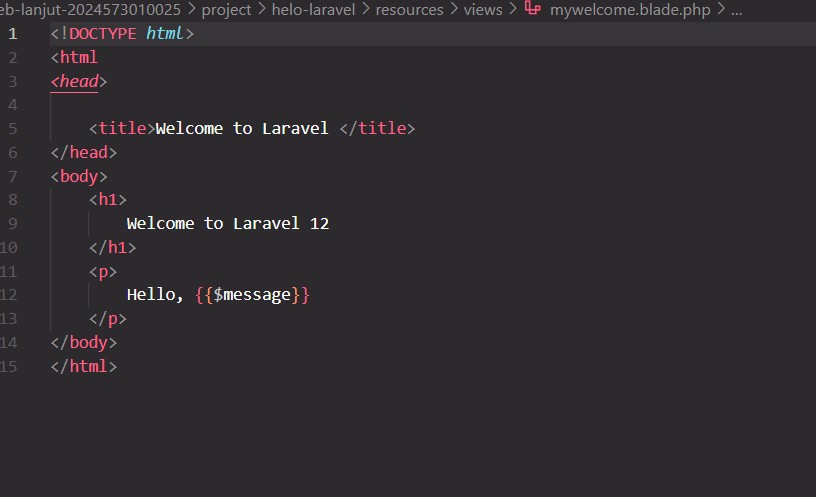 eb-lanjut-2024573010025 > project > helo-laravel > resources > views > mywelcome.blade.php > ...
1 <!DOCTYPE html>
2 <html
3 <head>
4
5     <title>Welcome to Laravel </title>
6 </head>
7 <body>
8     <h1>
9         Welcome to Laravel 12
10     </h1>
11     <p>
12         Hello, {{$message}}
13     </p>
14 </body>
15 </html>